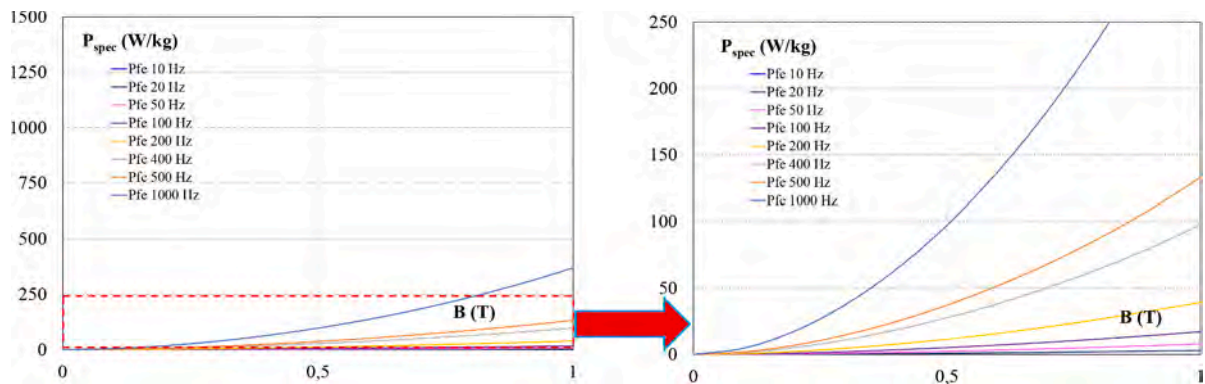 1500
1250
1000
750
500
250
0
P_spec (W/kg)
Pfe 10 Hz
Pfe 20 Hz
Pfe 50 Hz
Pfe 100 Hz
Pfe 200 Hz
Pfe 400 Hz
Pfe 500 Hz
Pfe 1000 Hz
B (T)
0
0,5
1
250
200
150
100
50
0
P_spec (W/kg)
Pfe 10 Hz
Pfe 20 Hz
Pfe 50 Hz
Pfe 100 Hz
Pfe 200 Hz
Pfe 400 Hz
Pfe 500 Hz
Pfe 1000 Hz
B (T)
0
0,5
1